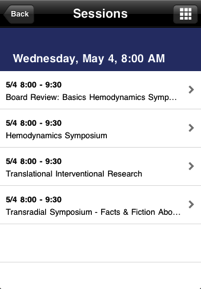 Back
Sessions
Wednesday, May 4, 8:00 AM
5/4 8:00 - 9:30
Board Review: Basics Hemodynamics Symp...
5/4 8:00 - 9:30
Hemodynamics Symposium
5/4 8:00 - 9:30
Translational Interventional Research
5/4 8:00 - 9:30
Transradial Symposium - Facts & Fiction Abo...